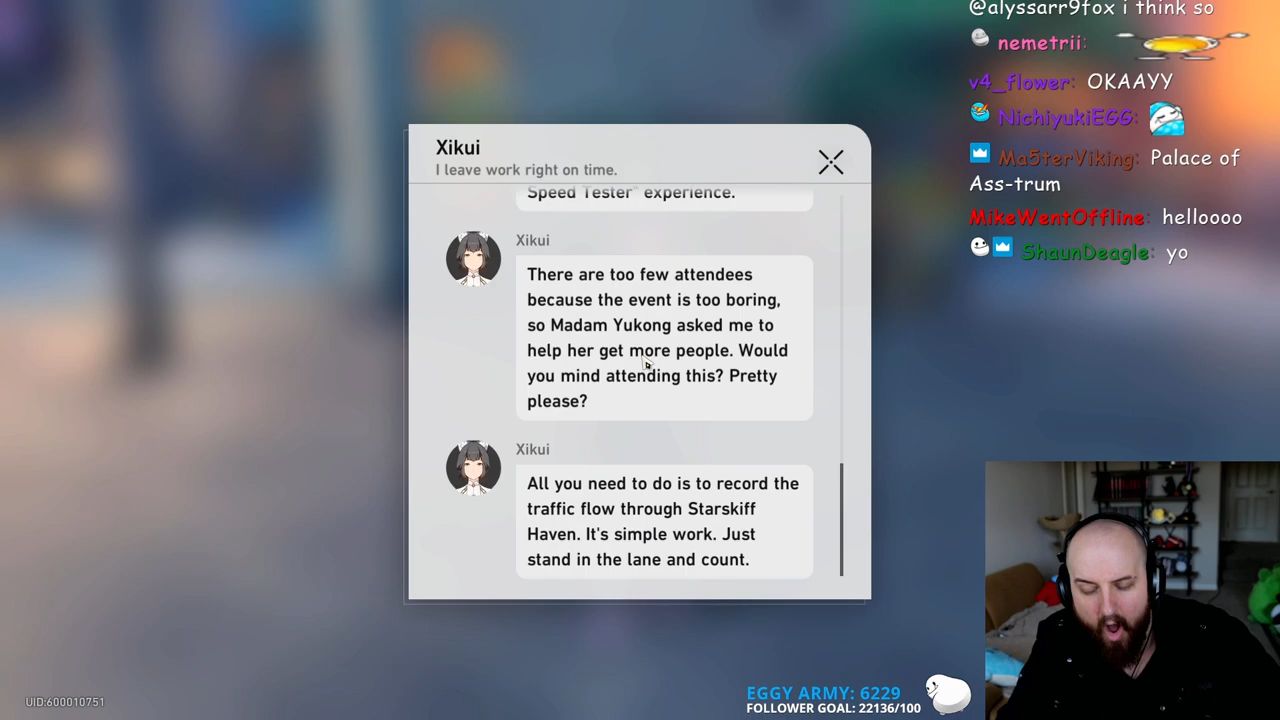 @alyssarr9fox i think so
nemetrii:
v4_flower: OKAAYY
NichiyukiEGG:
Ma5terViking: Palace of
Ass-trum
MikeWentOffline: helloooo
ShaunDeagle: yo
Xikui
I leave work right on time.
Speed Tester" experience.
Xikui
There are too few attendees
because the event is too boring,
so Madam Yukong asked me to
help her get more people. Would
you mind attending this? Pretty
please?
Xikui
All you need to do is to record the
traffic flow through Starskiff
Haven. It's simple work. Just
stand in the lane and count.
EGGY ARMY: 6229
FOLLOWER GOAL: 22136/100
UID:600010751